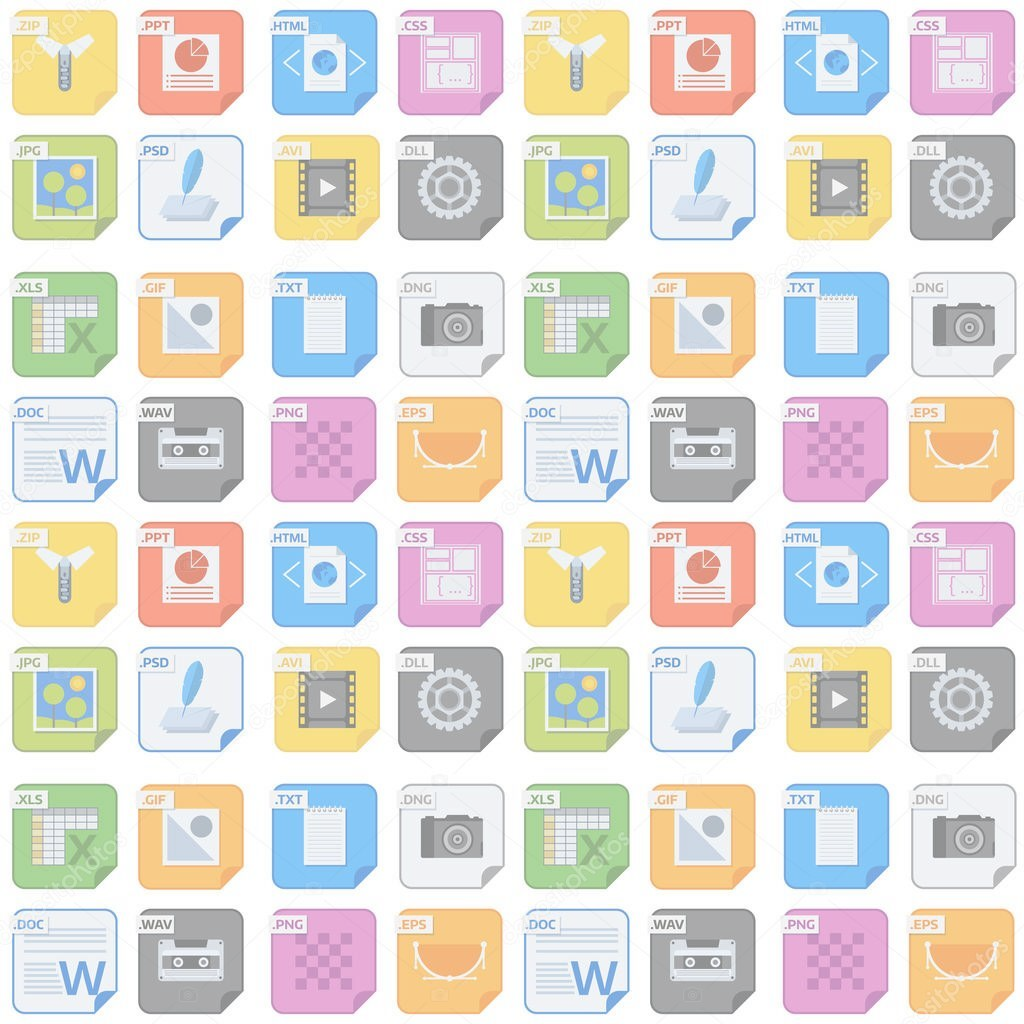 .ZIP .PPT .HTML .CSS .ZIP .PPT .HTML .CSS
{...} {...}
.JPG .PSD .AVI .DLL .JPG .PSD .AVI .DLL
.XLS .GIF .TXT .DNG .XLS .GIF .TXT .DNG
X X
.DOC .WAV .PNG .EPS .DOC .WAV .PNG .EPS
W W
.ZIP .PPT .HTML .CSS .ZIP .PPT .HTML .CSS
{...} {...}
.JPG .PSD .AVI .DLL .JPG .PSD .AVI .DLL
.XLS .GIF .TXT .DNG .XLS .GIF .TXT .DNG
X X
.DOC .WAV .PNG .EPS .DOC .WAV .PNG .EPS
W W
depositphotos